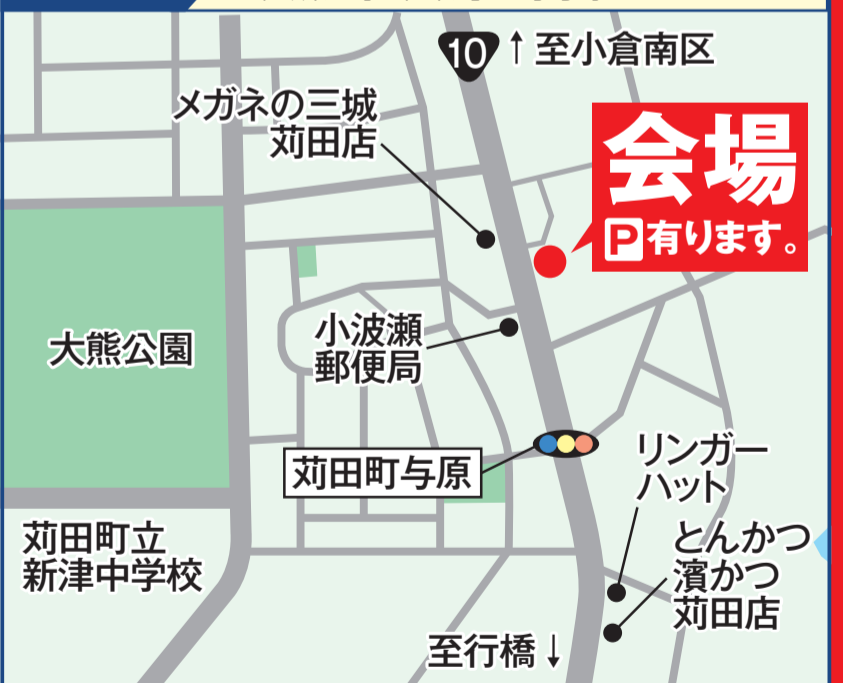 10
↑至小倉南区
メガネの三城
苅田店
会場
P有ります。
大熊公園
小波瀬
郵便局
苅田町与原
リンガー
ハット
苅田町立
新津中学校
とんかつ
濱かつ
苅田店
至行橋↓